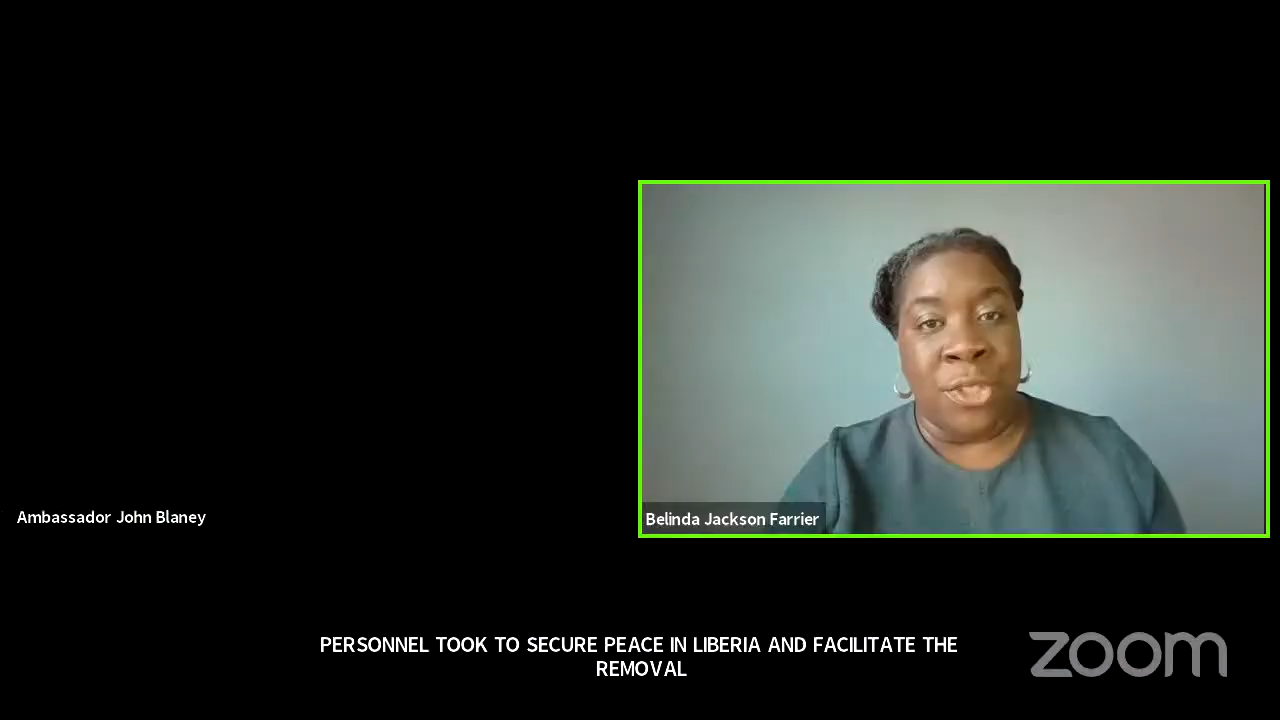 Ambassador John Blaney
Belinda Jackson Farrier
PERSONNEL TOOK TO SECURE PEACE IN LIBERIA AND FACILITATE THE
REMOVAL
zoom